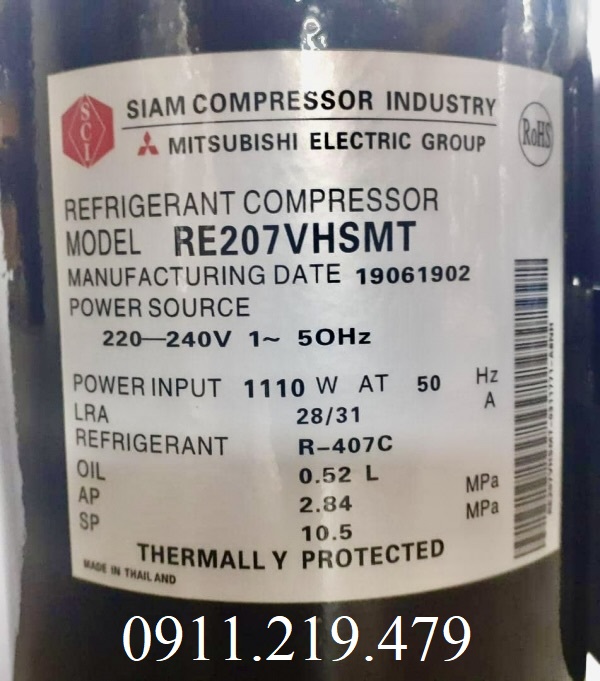 SCI
SIAM COMPRESSOR INDUSTRY
MITSUBISHI ELECTRIC GROUP
RoHS
REFRIGERANT COMPRESSOR
MODEL RE207VHSMT
MANUFACTURING DATE 19061902
POWER SOURCE
220—240V 1~ 50Hz
POWER INPUT 1110 W AT 50 Hz
LRA 28/31 A
REFRIGERANT R-407C
OIL 0.52 L
AP 2.84 MPa
SP 10.5 MPa
THERMALLY PROTECTED
MADE IN THAILAND
0911.219.479